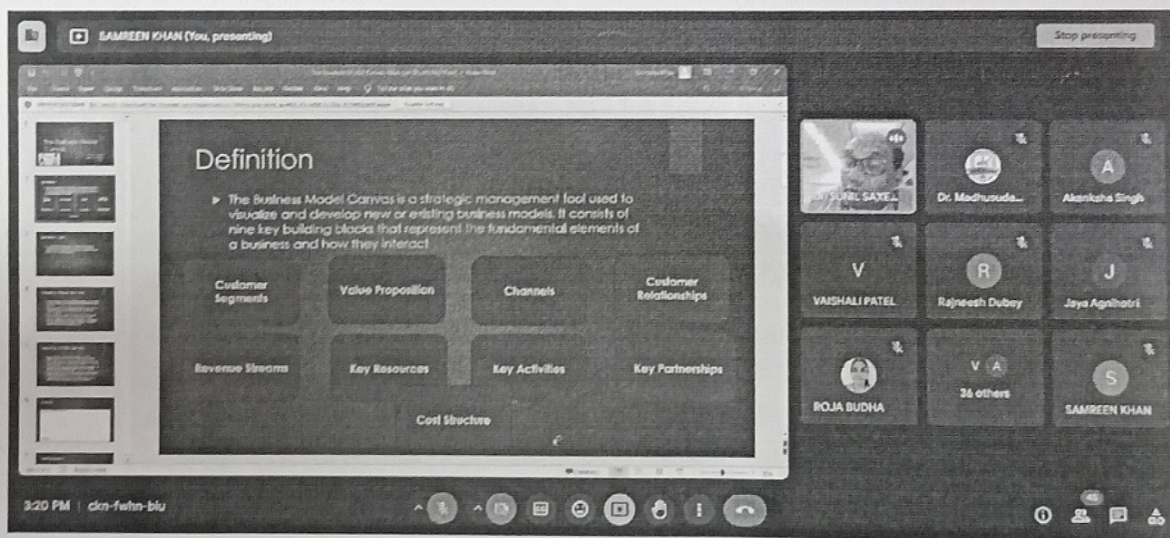 SAMREEN KHAN (You, presenting)
Stop presenting
Definition
The Business Model Canvas is a strategic management tool used to
visualize and develop new or existing business models. It consists of
nine key building blocks that represent the fundamental elements of
a business and how they interact
Customer
Segments
Value Proposition
Channels
Customer
Relationships
Revenue Streams
Key Resources
Key Activities
Key Partnerships
Cost Structure
SUNIL SAXE...
Dr. Madhusuda...
A
Akanksha Singh
V
VAISHALI PATEL
R
Rajneesh Dubey
J
Jaya Agnihotri
ROJA BUDHA
V A
36 others
S
SAMREEN KHAN
3:20 PM | ckn-fwhn-biu
45